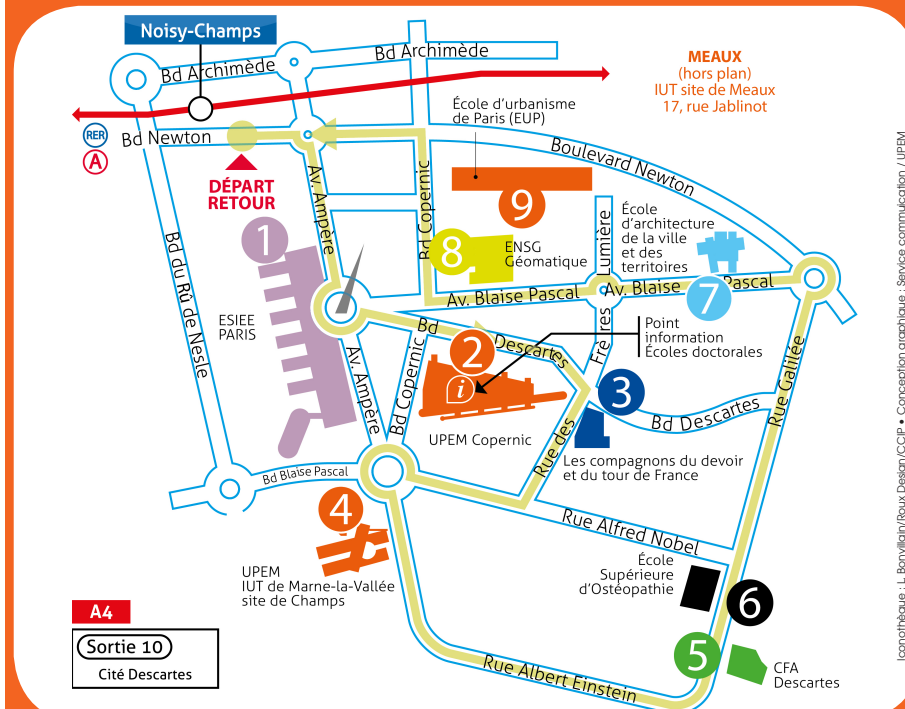 Noisy-Champs
Bd Archimède
Bd Archimède
MEAUX
(hors plan)
IUT site de Meaux
17, rue Jablinot
RER
A
Bd Newton
École d'urbanisme
de Paris (EUP)
Boulevard Newton
DÉPART
RETOUR
Av. Ampère
Bd Copernic
9
1
8
ENSG
Géomatique
Lumière
École
d'architecture
de la ville
et des
territoires
7
Bd du Rû de Nesle
Av. Blaise Pascal
Av. Blaise Pascal
ESIEE
PARIS
Bd Descartes
Point
information
Écoles doctorales
Frères
Rue Galilée
2
i
Av. Ampère
Bd Copernic
3
Bd Descartes
UPEM Copernic
Rue des
Les compagnons du devoir
et du tour de France
Bd Blaise Pascal
4
Rue Alfred Nobel
UPEM
IUT de Marne-la-Vallée
site de Champs
École
Supérieure
d'Ostéopathie
6
A4
Sortie 10
Cité Descartes
5
CFA
Descartes
Rue Albert Einstein
Iconothèque : L. Bonvillain/Roux Design/CCIP • Conception graphique : Service commuication / UPEM